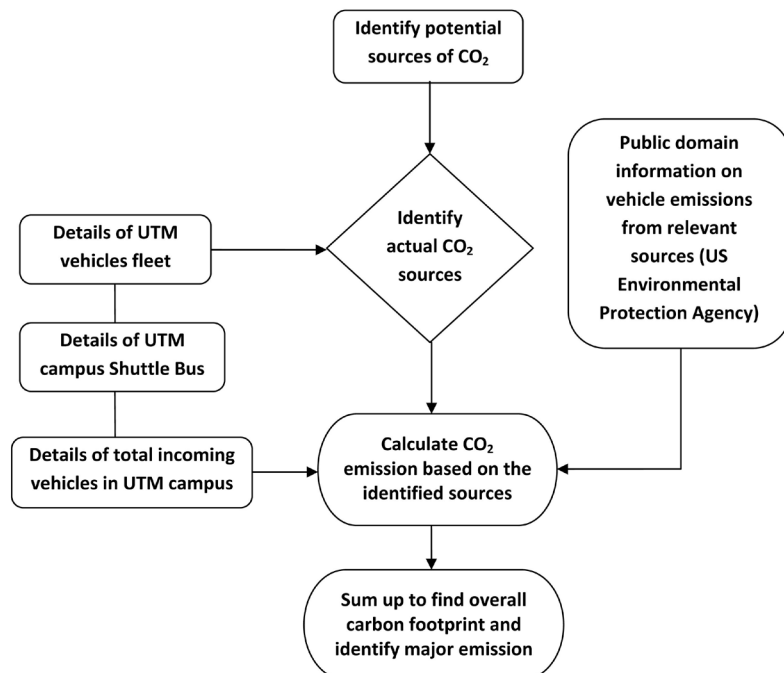 Identify potential
sources of CO₂
Public domain
information on
vehicle emissions
from relevant
sources (US
Environmental
Protection Agency)
Identify
actual CO₂
sources
Details of UTM
vehicles fleet
Details of UTM
campus Shuttle Bus
Details of total incoming
vehicles in UTM campus
Calculate CO₂
emission based on the
identified sources
Sum up to find overall
carbon footprint and
identify major emission